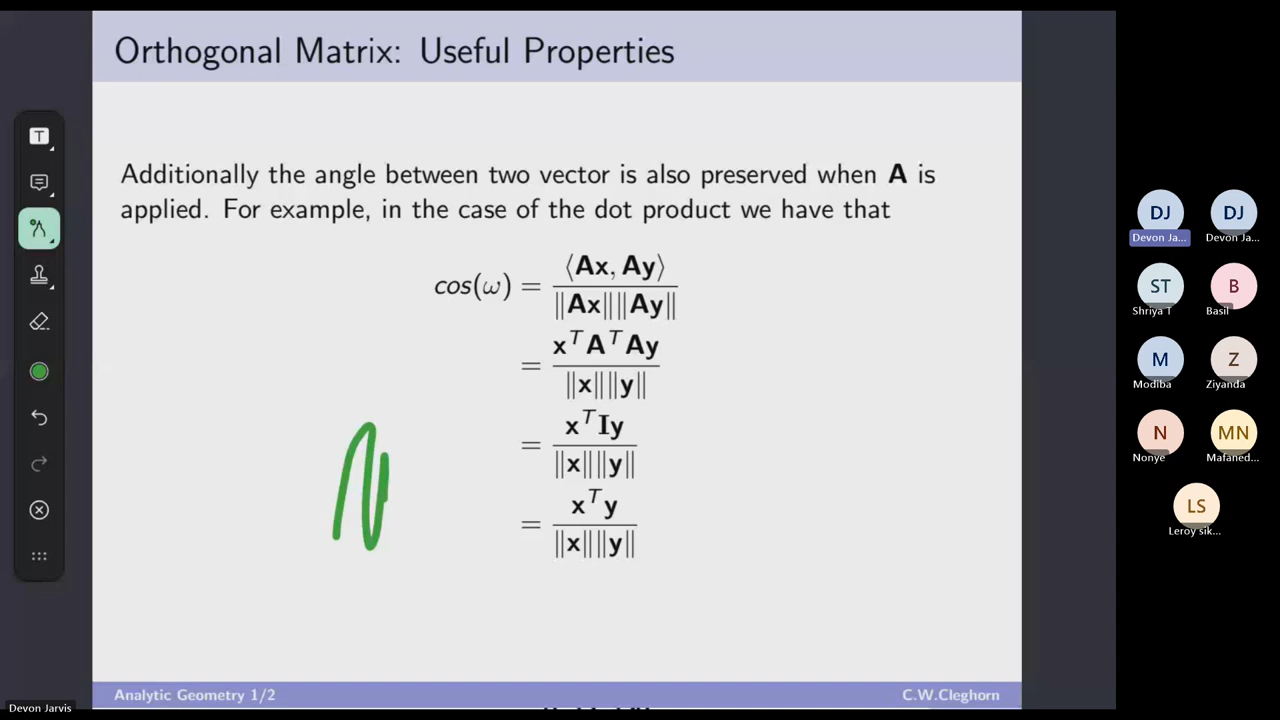 Orthogonal Matrix: Useful Properties
Additionally the angle between two vector is also preserved when A is
applied. For example, in the case of the dot product we have that
cos(ω) = ⟨Ax, Ay⟩ / ‖Ax‖‖Ay‖
= xᵀAᵀAy / ‖x‖‖y‖
= xᵀIy / ‖x‖‖y‖
= xᵀy / ‖x‖‖y‖
Analytic Geometry 1/2 C.W.Cleghorn
T
DJ DJ
Devon Ja... Devon Ja...
ST B
Shriya T Basil
M Z
Modiba Ziyanda
N MN
Nonye Mafaned...
LS
Leroy sik...
Devon Jarvis